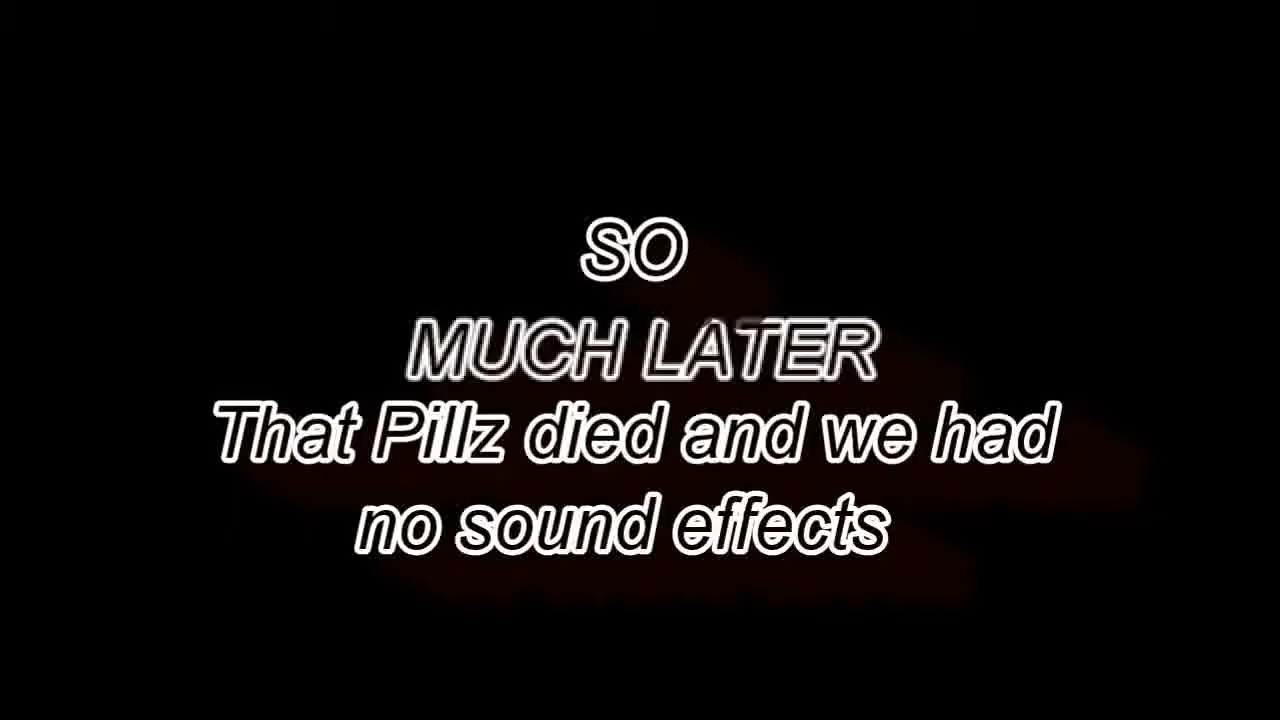 SO
MUCH LATER
That Pillz died and we had
no sound effects